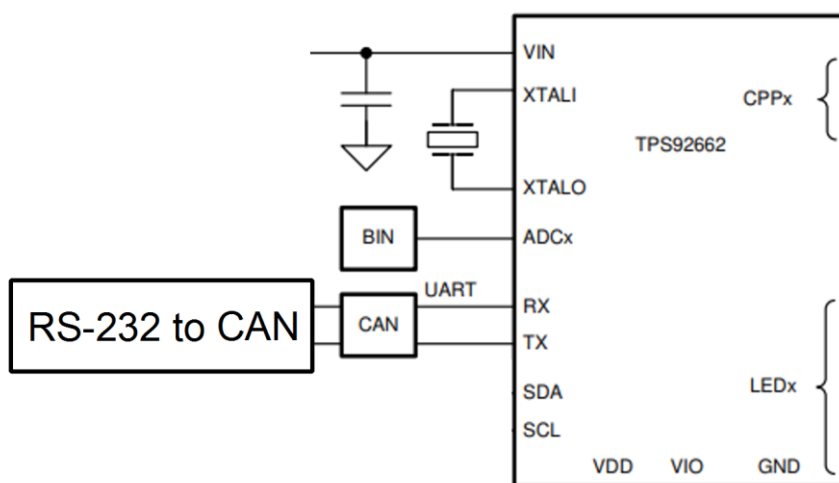 VIN
XTALI
CPPx
TPS92662
XTALO
BIN
ADCx
UART
RS-232 to CAN
CAN
RX
TX
SDA
LEDx
SCL
VDD VIO GND